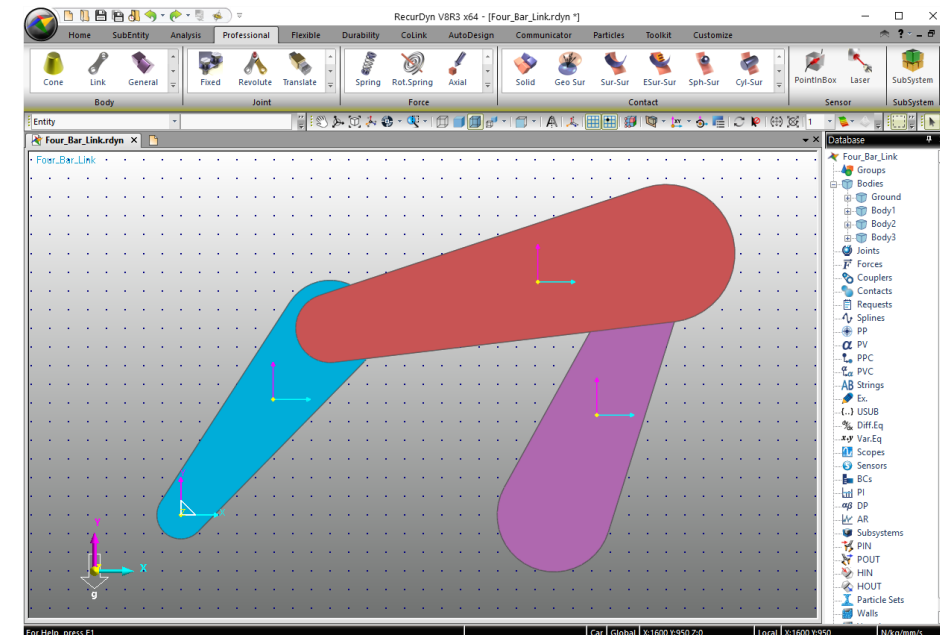 RecurDyn V8R3 x64 - [Four_Bar_Link.rdyn *]
Home SubEntity Analysis Professional Flexible Durability CoLink AutoDesign Communicator Particles Toolkit Customize
Cone Link General Fixed Revolute Translate Spring Rot.Spring Axial Solid Geo Sur Sur-Sur ESur-Sur Sph-Sur Cyl-Sur PointInBox Laser SubSystem
Body Joint Force Contact Sensor SubSystem
Entity 1
Four_Bar_Link.rdyn Database
Four_Bar_Link
Four_Bar_Link
Groups
Bodies
Ground
Body1
Body2
Body3
Joints
F Forces
Couplers
Contacts
Requests
Splines
PP
α PV
PPC
PVC
AB Strings
Ex.
{..} USUB
Diff.Eq
x.y Var.Eq
Scopes
Sensors
BCs
PI
αβ DP
AR
Subsystems
PIN
POUT
HIN
HOUT
Particle Sets
Walls
Y
X
g
For Help, press F1 Car Global X:1600 Y:950 Z:0 Local X:1600 Y:950 N/kg/mm/s